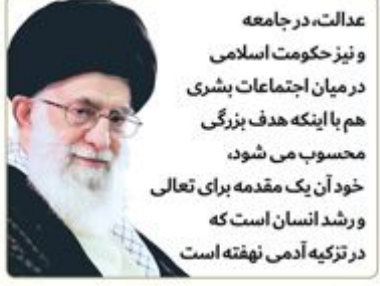 عدالت، در جامعه
و نیز حکومت اسلامی
در میان اجتماعات بشری
هم با اینکه هدف بزرگی
محسوب می شود،
خود آن یک مقدمه برای تعالی
و رشد انسان است که
در تزکیه آدمی نهفته است